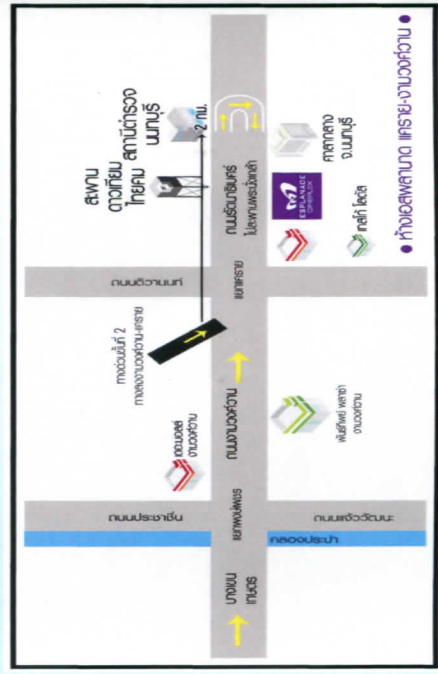 สะพาน
ดาวเทียม
ไทยคม
สถานีตำรวจ
นนทบุรี
2 กม.
ถนนรัตนาธิเบศร์
ไปสะพานพระนั่งเกล้า
ศาลากลาง
จ.นนทบุรี
ESPLANADE
CINEPLEX
เทสโก้ โลตัส
• ห้างเอสพลานาด แคราย-งามวงศ์วาน •
ถนนติวานนท์
แยกแคราย
ทางด่วนขั้นที่ 2
ทางลงงามวงศ์วาน-แคราย
ถนนงามวงศ์วาน
เดอะมอลล์
งามวงศ์วาน
พันธ์ทิพย์ พลาซ่า
งามวงศ์วาน
ถนนประชาชื่น
แยกพงษ์เพชร
ถนนแจ้งวัฒนะ
คลองประปา
บางเขน
เกษตร